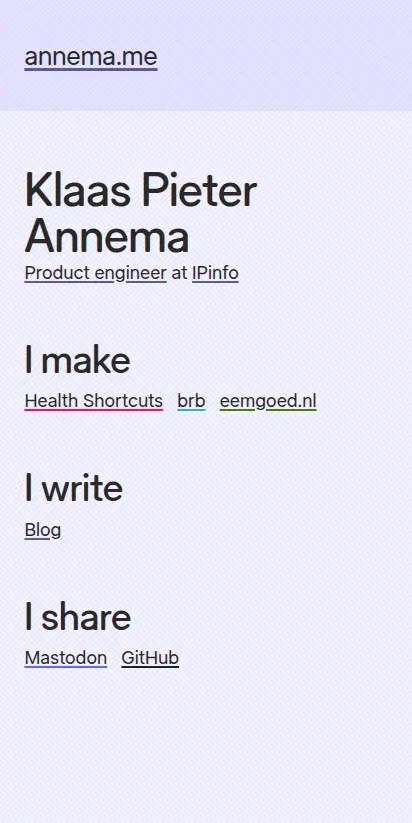 annema.me
Klaas Pieter
Annema
Product engineer at IPinfo
I make
Health Shortcuts brb eemgoed.nl
I write
Blog
I share
Mastodon GitHub